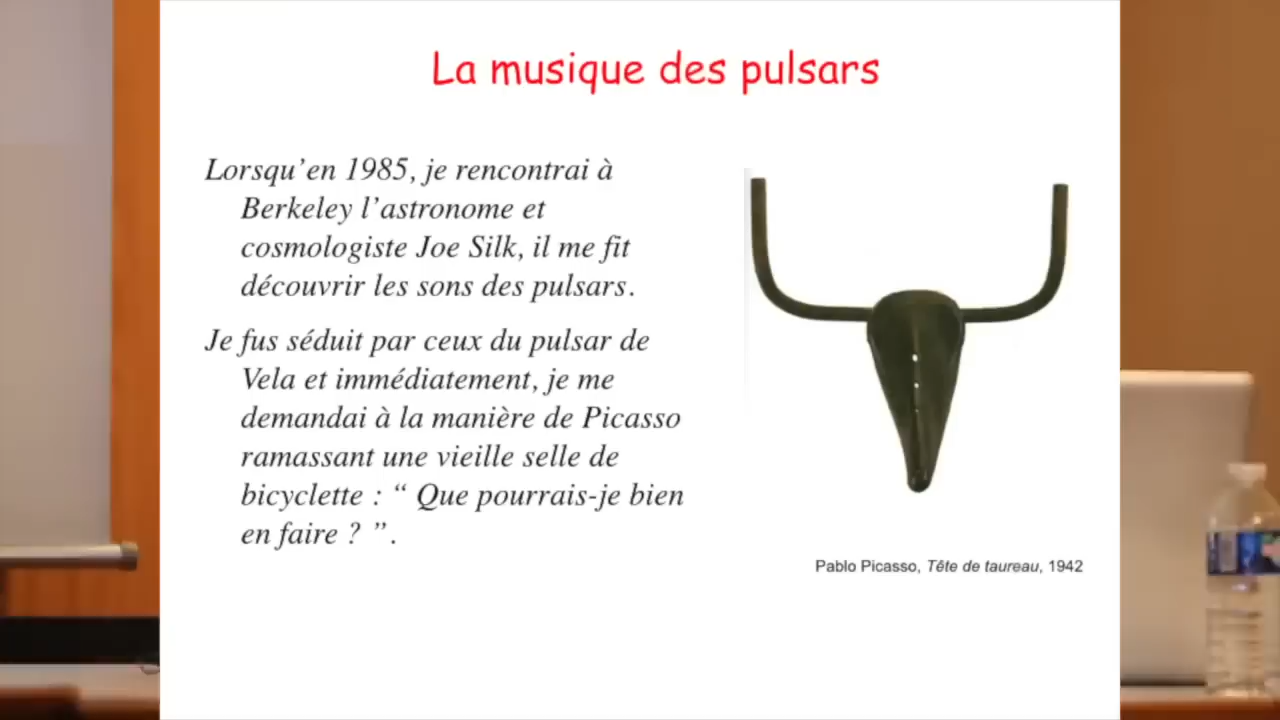 La musique des pulsars
Lorsqu’en 1985, je rencontrai à
Berkeley l’astronome et
cosmologiste Joe Silk, il me fit
découvrir les sons des pulsars.
Je fus séduit par ceux du pulsar de
Vela et immédiatement, je me
demandai à la manière de Picasso
ramassant une vieille selle de
bicyclette : “ Que pourrais-je bien
en faire ? ”.
Pablo Picasso, Tête de taureau, 1942